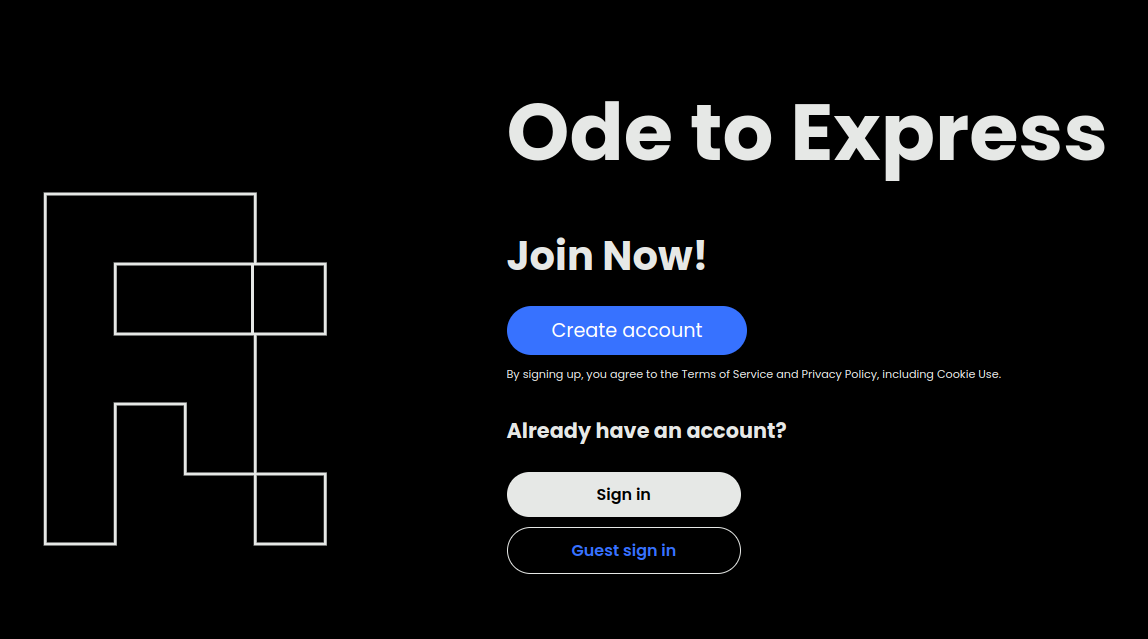 Ode to Express
Join Now!
Create account
By signing up, you agree to the Terms of Service and Privacy Policy, including Cookie Use.
Already have an account?
Sign in
Guest sign in